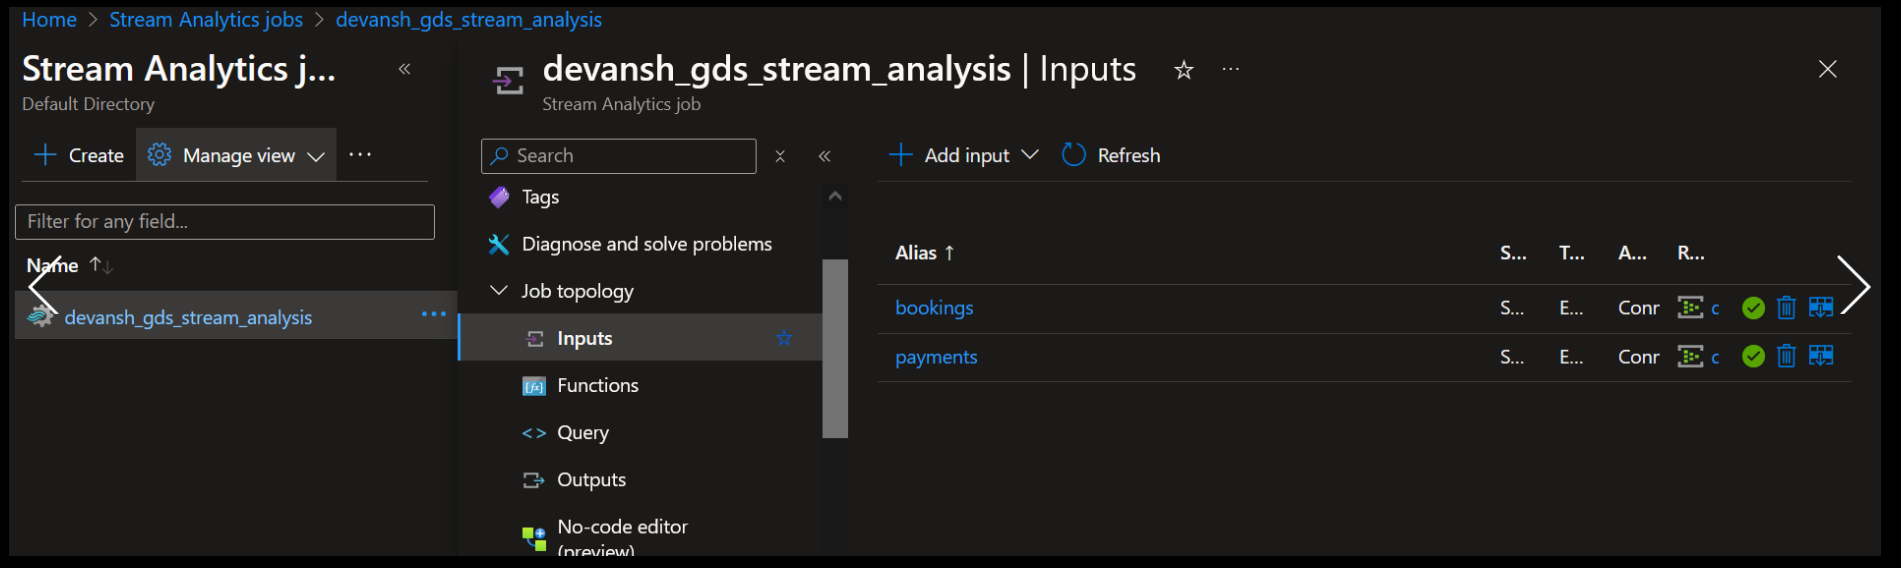 Home > Stream Analytics jobs > devansh_gds_stream_analysis
Stream Analytics j...
Default Directory
+ Create Manage view ...
Filter for any field...
Name ↑↓
devansh_gds_stream_analysis ...
devansh_gds_stream_analysis | Inputs ...
Stream Analytics job
Search
Tags
Diagnose and solve problems
Job topology
Inputs
Functions
Query
Outputs
No-code editor
(preview)
+ Add input Refresh
Alias ↑ S... T... A... R...
bookings S... E... Conr c
payments S... E... Conr c